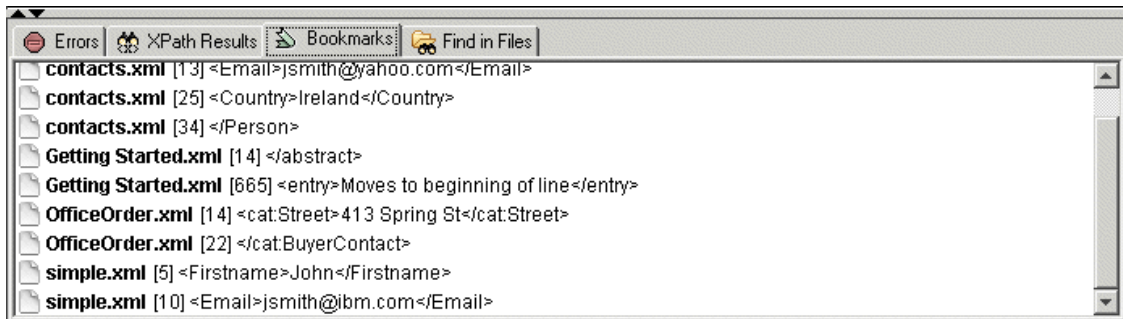 Errors XPath Results Bookmarks Find in Files
contacts.xml [13] <Email>jsmith@yahoo.com</Email>
contacts.xml [25] <Country>Ireland</Country>
contacts.xml [34] </Person>
Getting Started.xml [14] </abstract>
Getting Started.xml [665] <entry>Moves to beginning of line</entry>
OfficeOrder.xml [14] <cat:Street>413 Spring St</cat:Street>
OfficeOrder.xml [22] </cat:BuyerContact>
simple.xml [5] <Firstname>John</Firstname>
simple.xml [10] <Email>jsmith@ibm.com</Email>